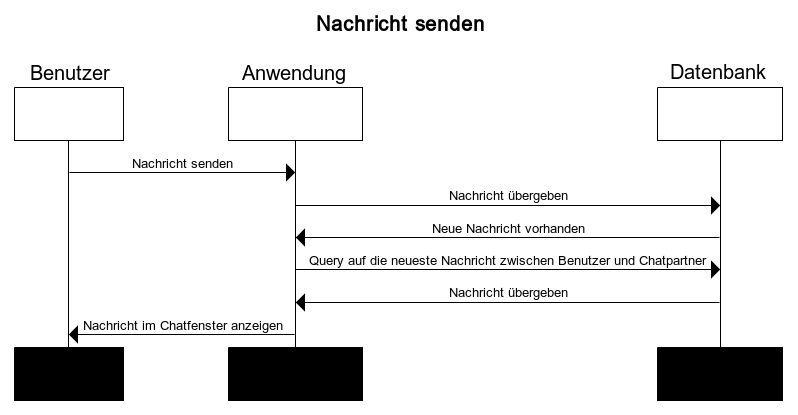 Nachricht senden
Benutzer
Anwendung
Datenbank
Nachricht senden
Nachricht übergeben
Neue Nachricht vorhanden
Query auf die neueste Nachricht zwischen Benutzer und Chatpartner
Nachricht übergeben
Nachricht im Chatfenster anzeigen